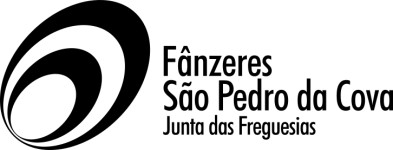 Fânzeres
São Pedro da Cova
Junta das Freguesias